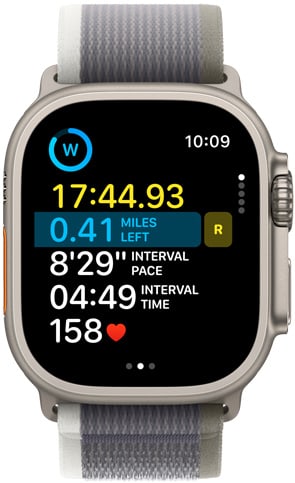 W
10:09
17:44.93
0.41 MILES LEFT R
8'29" INTERVAL PACE
04:49 INTERVAL TIME
158